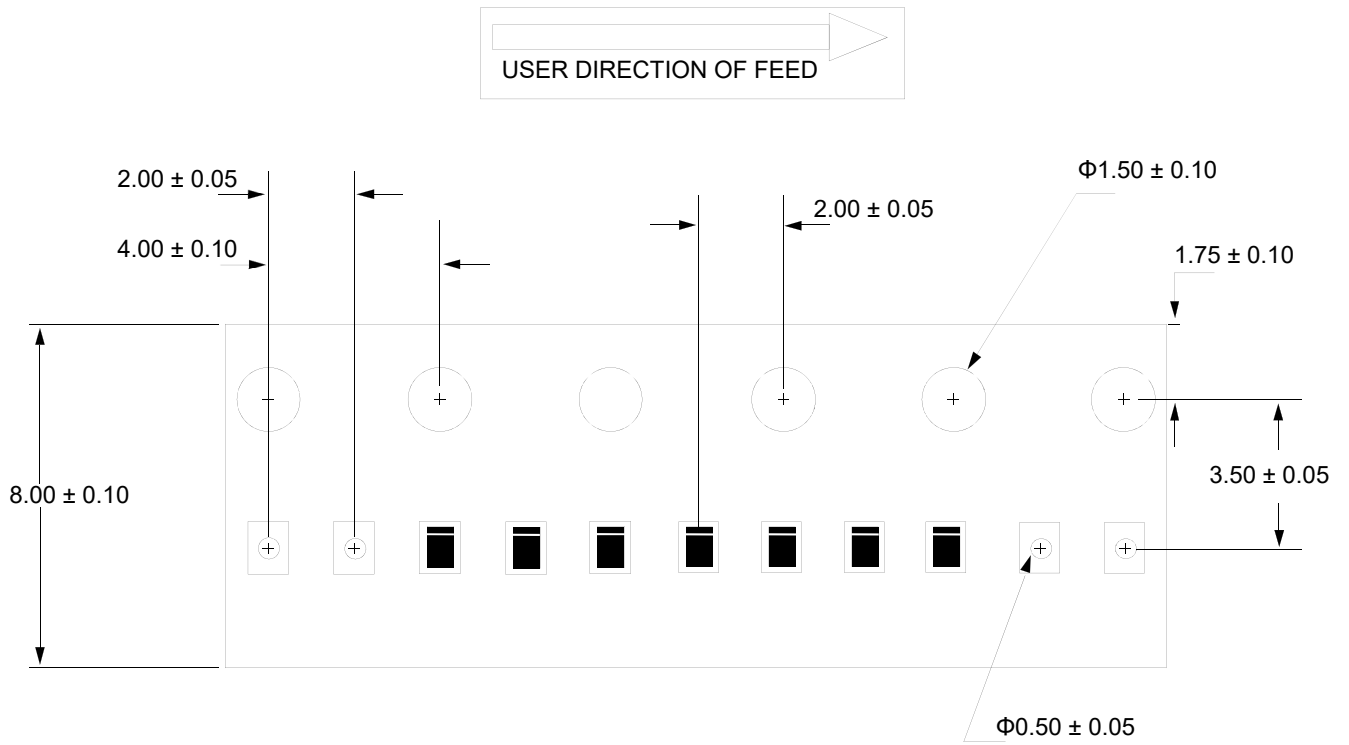 USER DIRECTION OF FEED
Φ1.50 ± 0.10
2.00 ± 0.05
2.00 ± 0.05
4.00 ± 0.10
1.75 ± 0.10
3.50 ± 0.05
8.00 ± 0.10
Φ0.50 ± 0.05